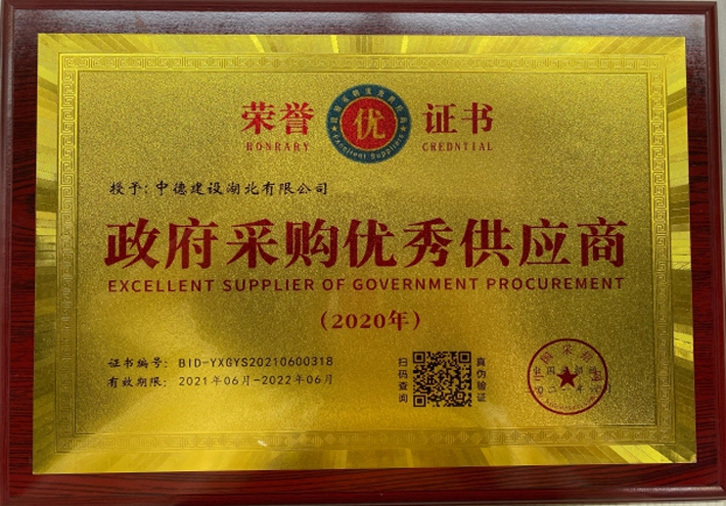 荣誉 优 证书
HONRARY CREDNTIAL
Excellent Suppliers
授予：中德建设湖北有限公司
政府采购优秀供应商
EXCELLENT SUPPLIER OF GOVERNMENT PROCUREMENT
（2020年）
证书编号：BID-YXGYS20210600318
有效期限：2021年06月-2022年06月
扫码查询
真伪验证